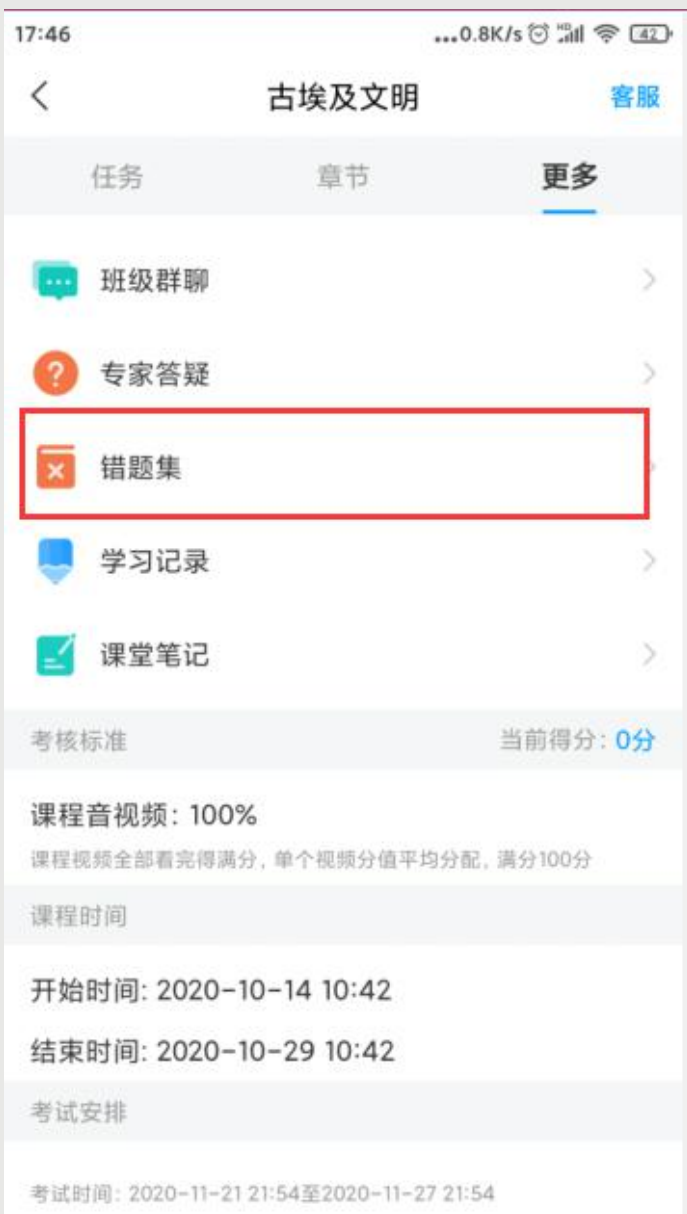 17:46
...0.8K/s HD 42
古埃及文明
客服
任务
章节
更多
班级群聊
专家答疑
错题集
学习记录
课堂笔记
考核标准
当前得分: 0分
课程音视频: 100%
课程视频全部看完得满分, 单个视频分值平均分配, 满分100分
课程时间
开始时间: 2020-10-14 10:42
结束时间: 2020-10-29 10:42
考试安排
考试时间: 2020-11-21 21:54至2020-11-27 21:54